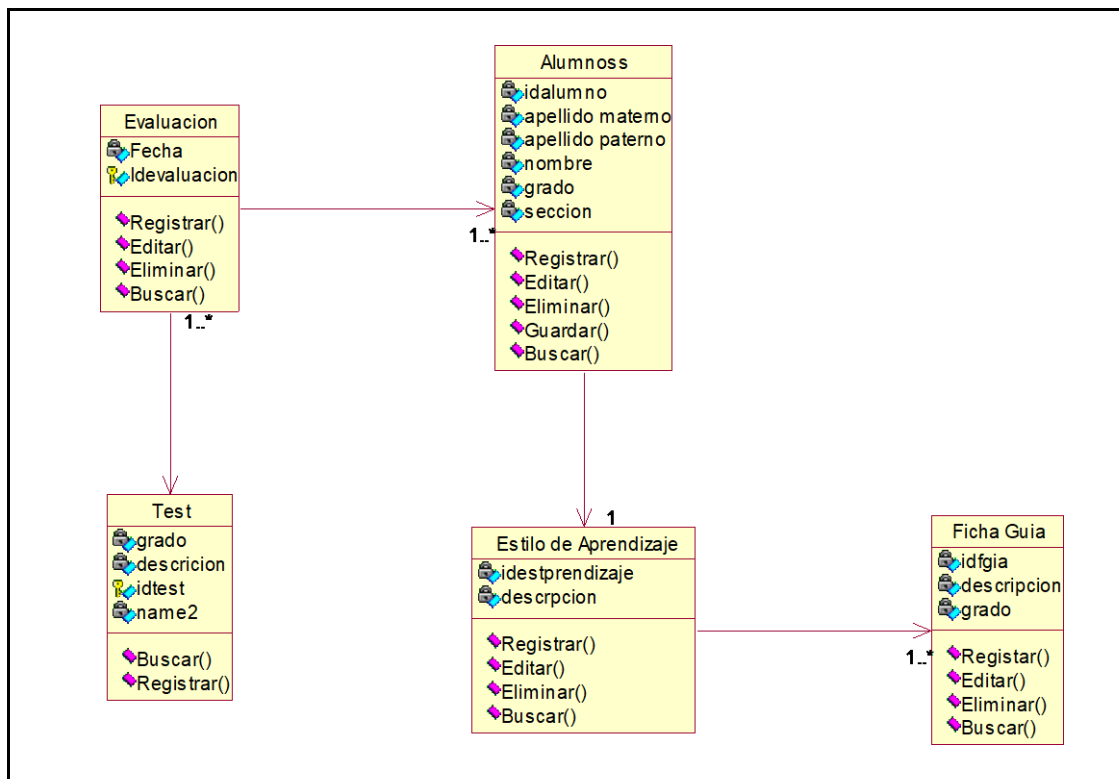 Evaluacion
Fecha
Idevaluacion
Registrar()
Editar()
Eliminar()
Buscar()
1..*
Alumnoss
idalumno
apellido materno
apellido paterno
nombre
grado
seccion
1..*
Registrar()
Editar()
Eliminar()
Guardar()
Buscar()
Test
grado
descricion
idtest
name2
Buscar()
Registrar()
1
Estilo de Aprendizaje
idestprendizaje
descrpcion
Registrar()
Editar()
Eliminar()
Buscar()
Ficha Guia
idfgia
descripcion
grado
1..*
Registar()
Editar()
Eliminar()
Buscar()